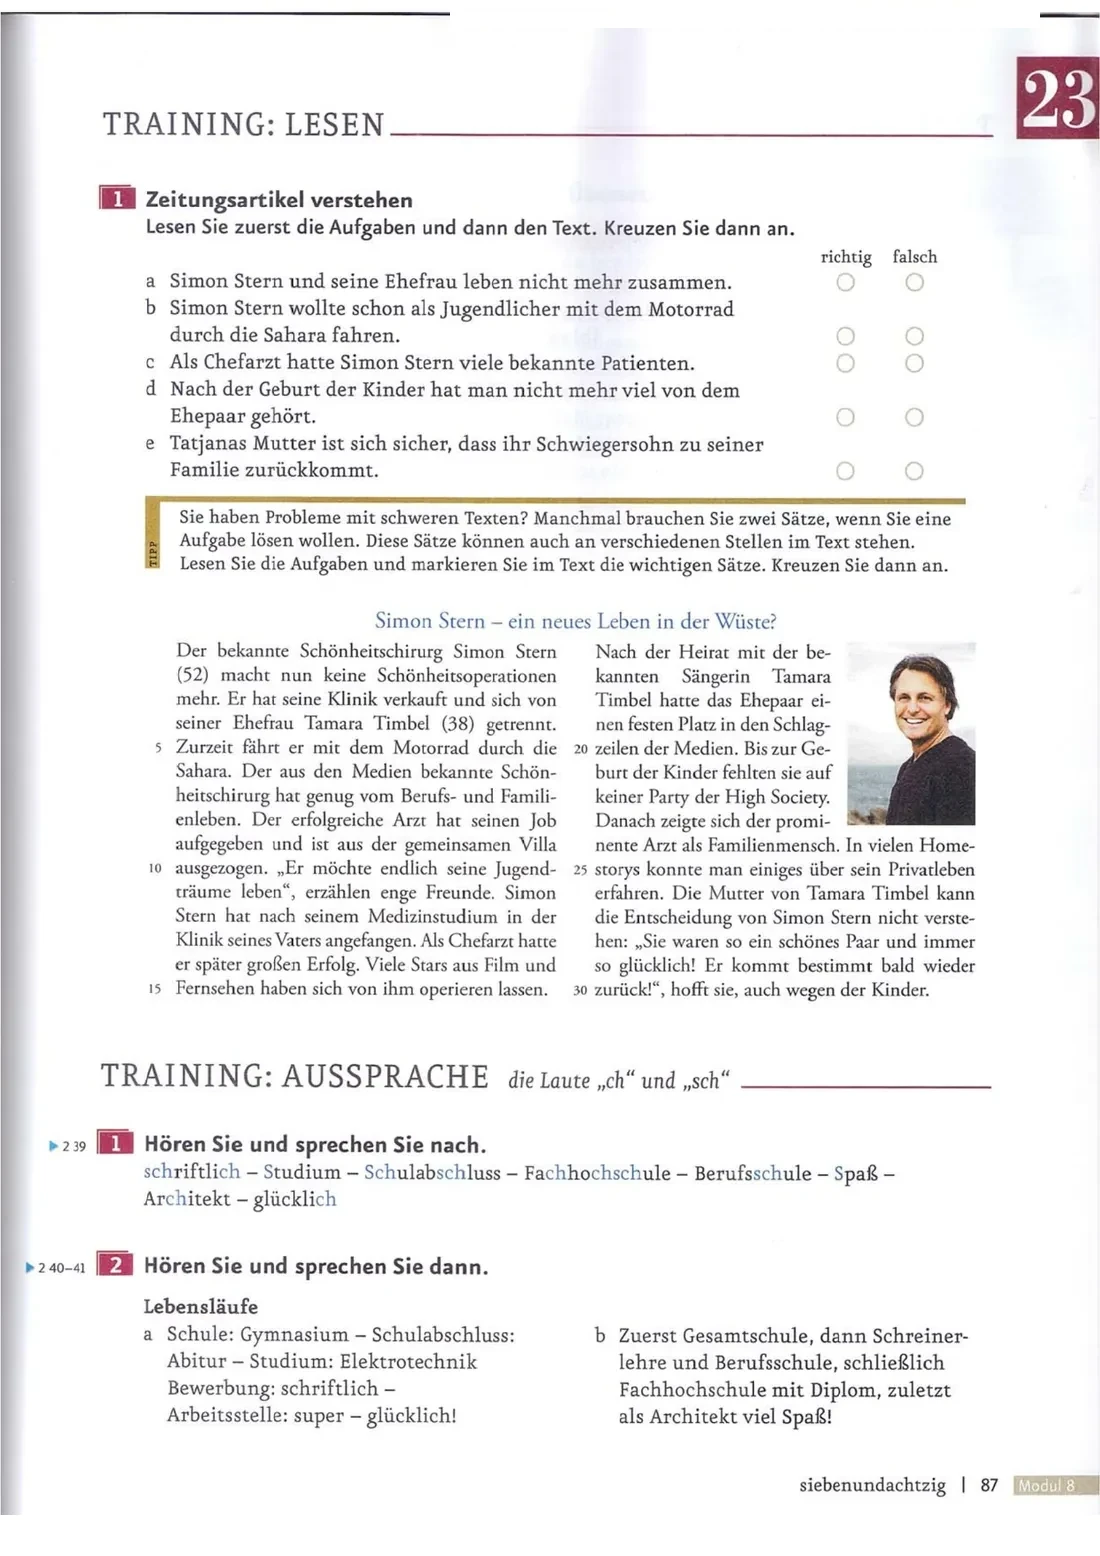 23
TRAINING: LESEN
1 Zeitungsartikel verstehen
Lesen Sie zuerst die Aufgaben und dann den Text. Kreuzen Sie dann an.
richtig falsch
a Simon Stern und seine Ehefrau leben nicht mehr zusammen.
b Simon Stern wollte schon als Jugendlicher mit dem Motorrad
durch die Sahara fahren.
c Als Chefarzt hatte Simon Stern viele bekannte Patienten.
d Nach der Geburt der Kinder hat man nicht mehr viel von dem
Ehepaar gehört.
e Tatjanas Mutter ist sich sicher, dass ihr Schwiegersohn zu seiner
Familie zurückkommt.
TIPP
Sie haben Probleme mit schweren Texten? Manchmal brauchen Sie zwei Sätze, wenn Sie eine
Aufgabe lösen wollen. Diese Sätze können auch an verschiedenen Stellen im Text stehen.
Lesen Sie die Aufgaben und markieren Sie im Text die wichtigen Sätze. Kreuzen Sie dann an.
Simon Stern – ein neues Leben in der Wüste?
Der bekannte Schönheitschirurg Simon Stern
(52) macht nun keine Schönheitsoperationen
mehr. Er hat seine Klinik verkauft und sich von
seiner Ehefrau Tamara Timbel (38) getrennt.
5 Zurzeit fährt er mit dem Motorrad durch die
Sahara. Der aus den Medien bekannte Schön-
heitschirurg hat genug vom Berufs- und Famili-
enleben. Der erfolgreiche Arzt hat seinen Job
aufgegeben und ist aus der gemeinsamen Villa
10 ausgezogen. „Er möchte endlich seine Jugend-
träume leben“, erzählen enge Freunde. Simon
Stern hat nach seinem Medizinstudium in der
Klinik seines Vaters angefangen. Als Chefarzt hatte
er später großen Erfolg. Viele Stars aus Film und
15 Fernsehen haben sich von ihm operieren lassen.
Nach der Heirat mit der be-
kannten Sängerin Tamara
Timbel hatte das Ehepaar ei-
nen festen Platz in den Schlag-
20 zeilen der Medien. Bis zur Ge-
burt der Kinder fehlten sie auf
keiner Party der High Society.
Danach zeigte sich der promi-
nente Arzt als Familienmensch. In vielen Home-
25 storys konnte man einiges über sein Privatleben
erfahren. Die Mutter von Tamara Timbel kann
die Entscheidung von Simon Stern nicht verste-
hen: „Sie waren so ein schönes Paar und immer
so glücklich! Er kommt bestimmt bald wieder
30 zurück!“, hofft sie, auch wegen der Kinder.
TRAINING: AUSSPRACHE die Laute „ch“ und „sch“
2 39 1 Hören Sie und sprechen Sie nach.
schriftlich – Studium – Schulabschluss – Fachhochschule – Berufsschule – Spaß –
Architekt – glücklich
2 40–41 2 Hören Sie und sprechen Sie dann.
Lebensläufe
a Schule: Gymnasium – Schulabschluss:
Abitur – Studium: Elektrotechnik
Bewerbung: schriftlich –
Arbeitsstelle: super – glücklich!
b Zuerst Gesamtschule, dann Schreiner-
lehre und Berufsschule, schließlich
Fachhochschule mit Diplom, zuletzt
als Architekt viel Spaß!
siebenundachtzig | 87 Modul 8